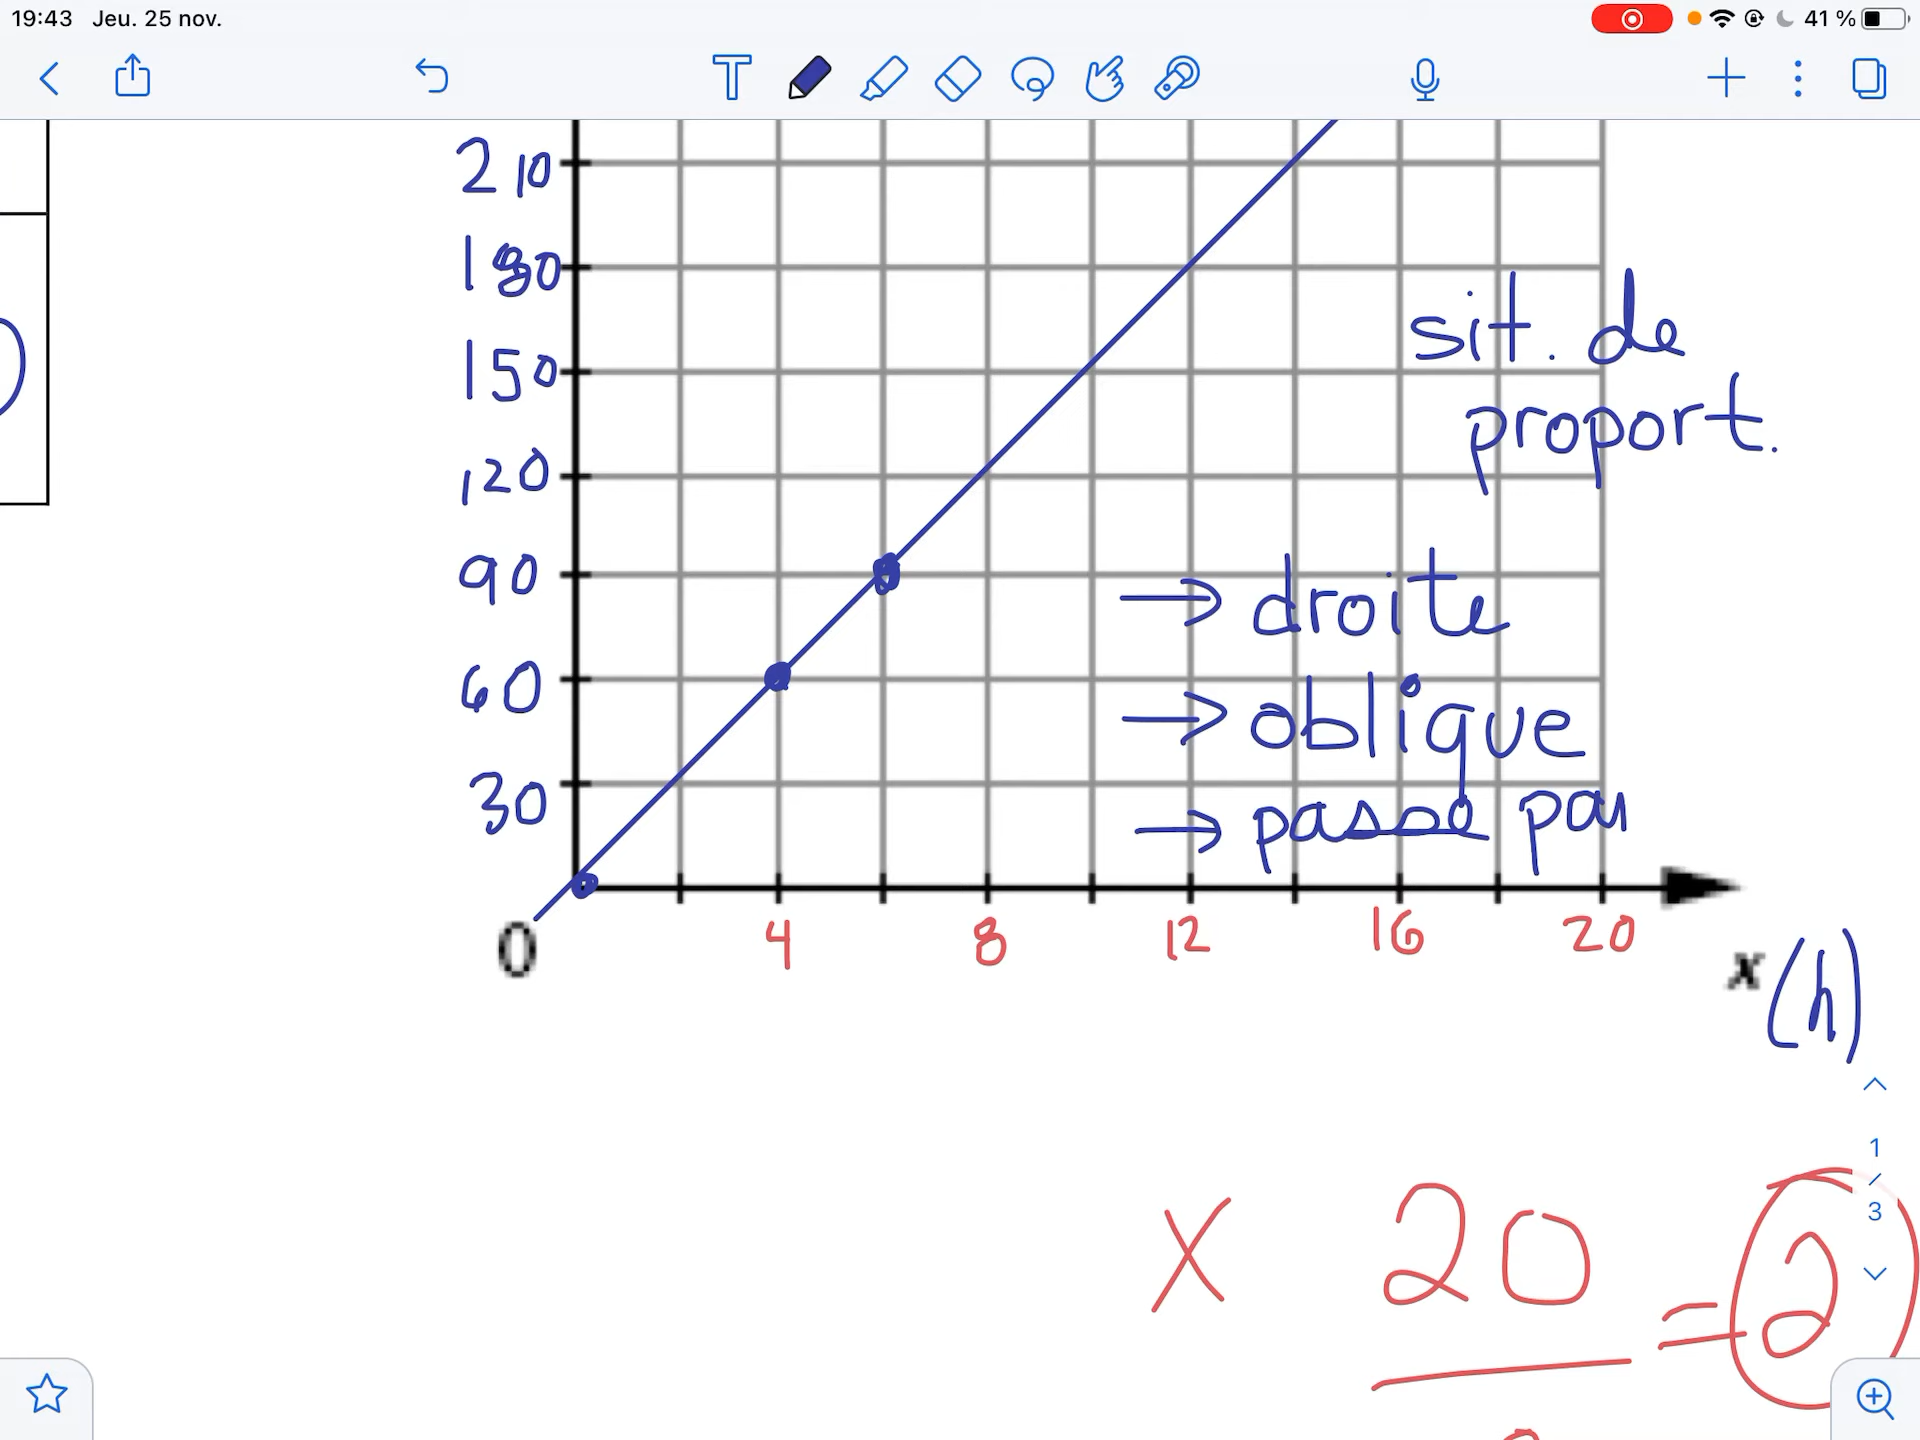 19:43 Jeu. 25 nov.
41 %
T
210
180
150
120
90
60
30
0
sit. de
proport.
→ droite
→ oblique
→ passe par
4 8 12 16 20
x (h)
1
/
3
X 20 = 2